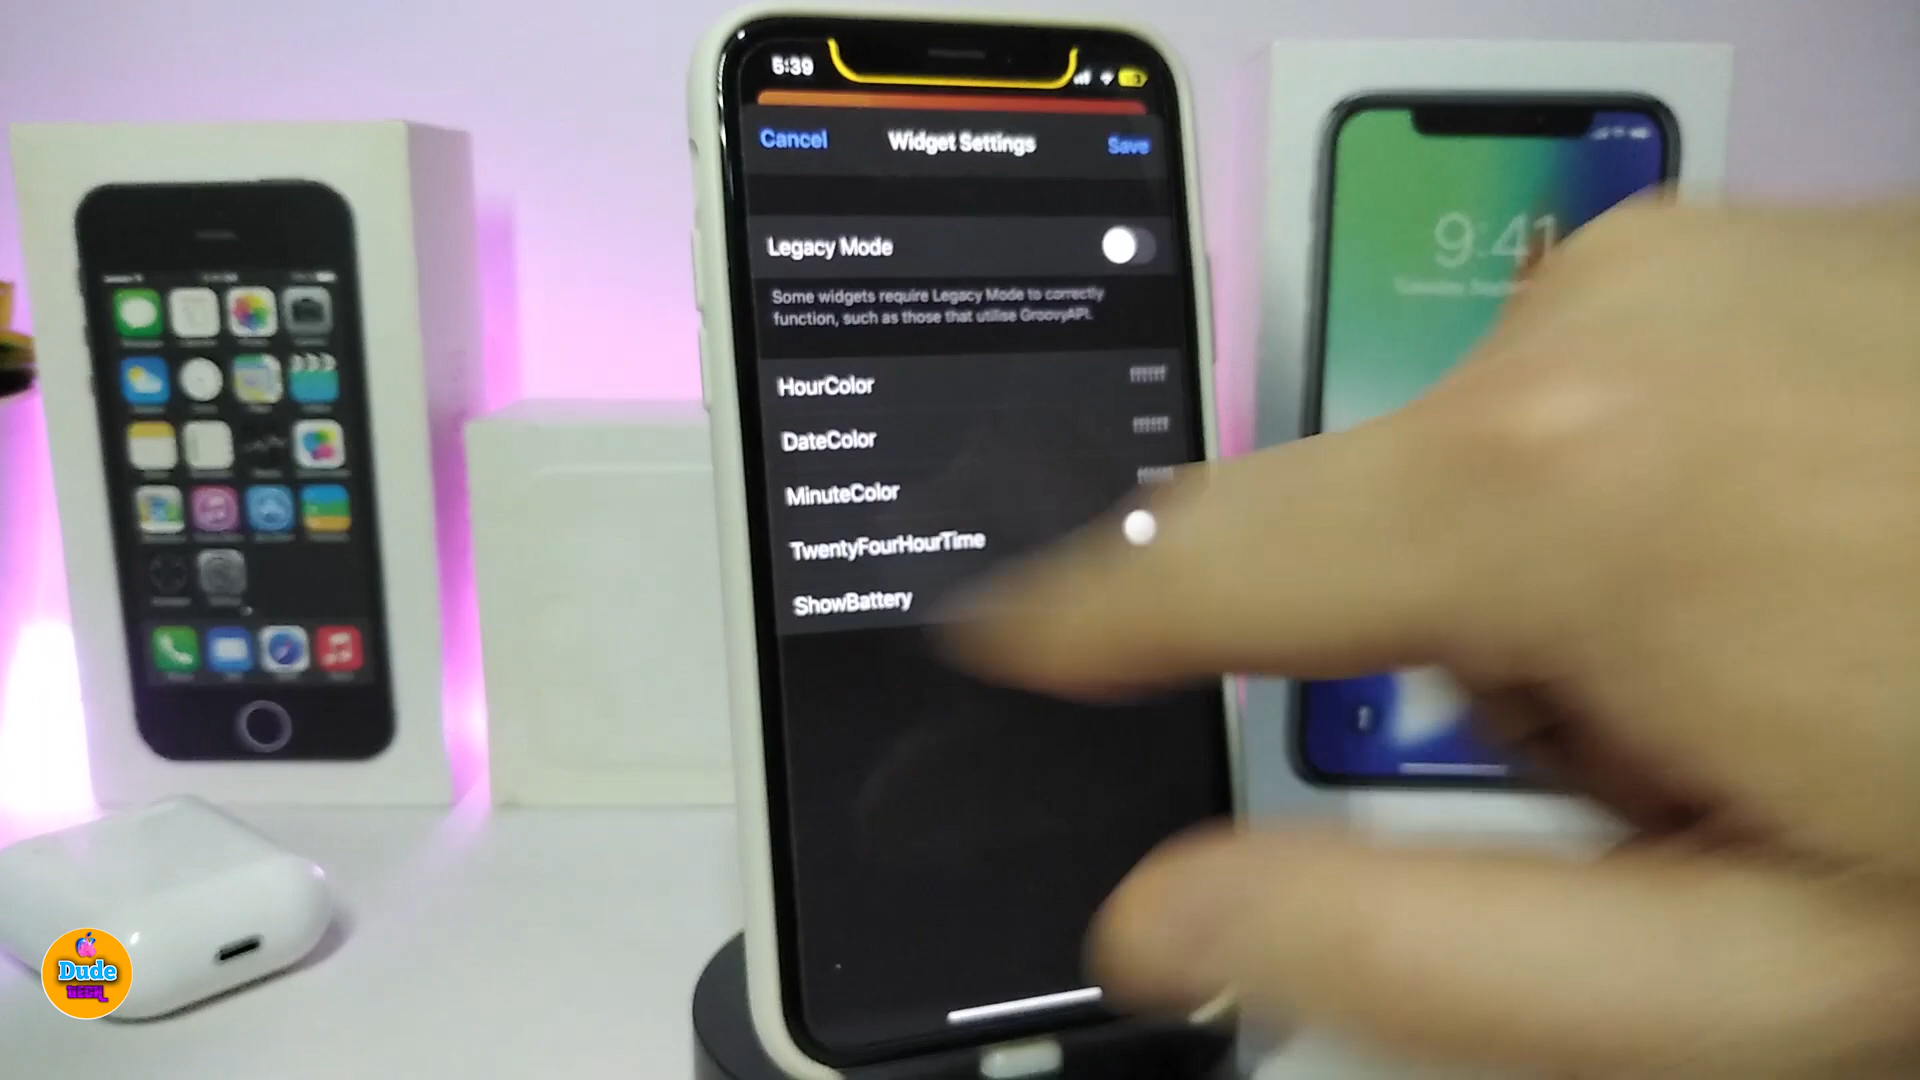 5:39
Cancel Widget Settings Save
Legacy Mode
Some widgets require Legacy Mode to correctly
function, such as those that utilise GroovyAPI.
HourColor
DateColor
MinuteColor
TwentyFourHourTime
ShowBattery
9:41
Dude
TECH